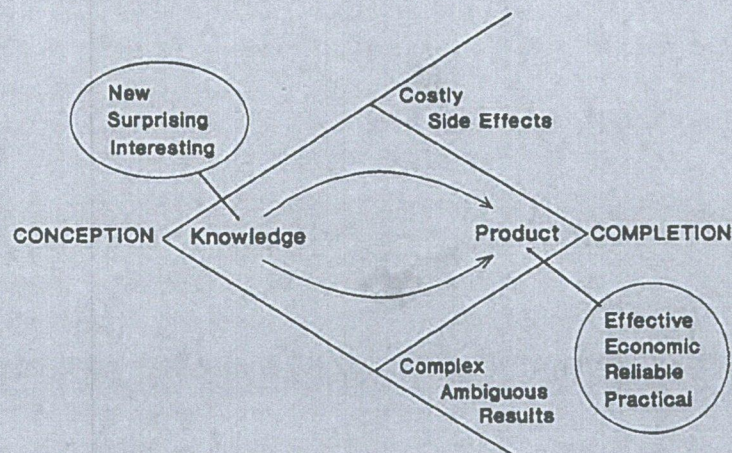 New
Surprising
Interesting
Costly
Side Effects
CONCEPTION
Knowledge
Product
COMPLETION
Effective
Economic
Reliable
Practical
Complex
Ambiguous
Results